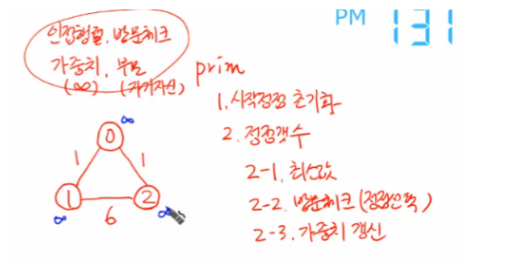 PM 1:31
인접행렬, 방문체크
가중치, 부모
(∞) (자기자신)
prim
1. 시작정점 초기화
2. 정점갯수
2-1. 최소값
2-2. 방문체크 (정점선택)
2-3. 가중치 갱신
∞
0
1 1
1 2
∞ 6 ∞